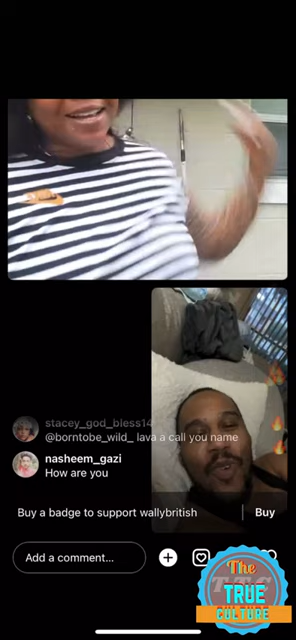 stacey_god_bless14
@borntobe_wild_ lava a call you name
nasheem_gazi
How are you
Buy a badge to support wallybritish
Buy
Add a comment...
The
T.T.C
TRUE
CULTURE